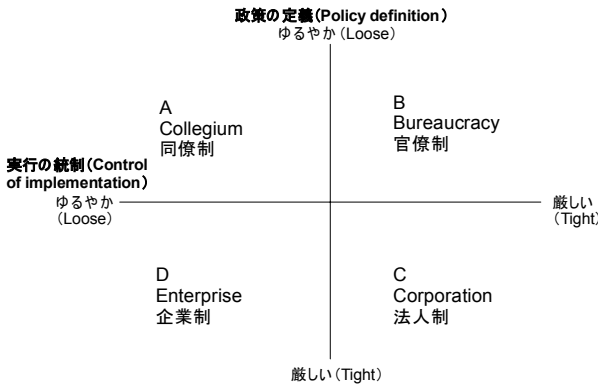 政策の定義(Policy definition)
ゆるやか(Loose)
A
Collegium
同僚制
B
Bureaucracy
官僚制
実行の統制(Control
of implementation)
ゆるやか
(Loose)
厳しい
(Tight)
D
Enterprise
企業制
C
Corporation
法人制
厳しい(Tight)